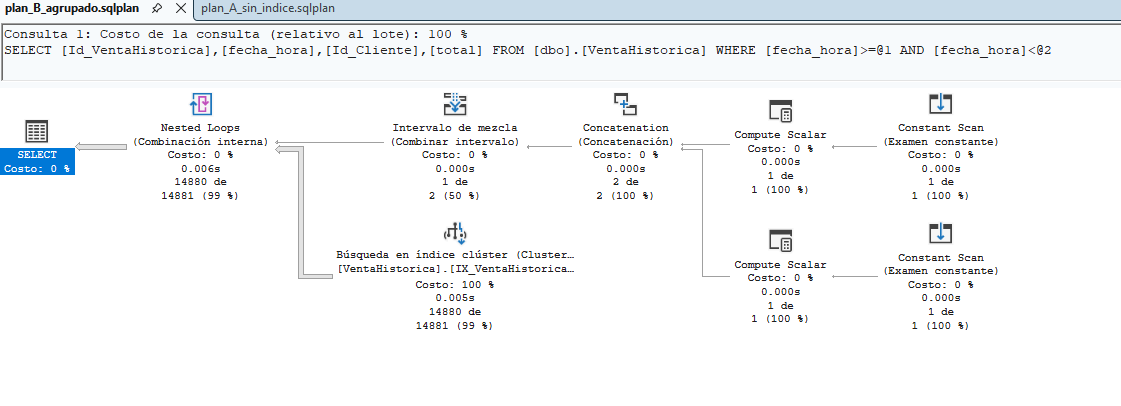 plan_B_agrupado.sqlplan
plan_A_sin_indice.sqlplan
Consulta 1: Costo de la consulta (relativo al lote): 100 %
SELECT [Id_VentaHistorica],[fecha_hora],[Id_Cliente],[total] FROM [dbo].[VentaHistorica] WHERE [fecha_hora]>=@1 AND [fecha_hora]<@2
SELECT
Costo: 0 %
Nested Loops
(Combinación interna)
Costo: 0 %
0.006s
14880 de
14881 (99 %)
Intervalo de mezcla
(Combinar intervalo)
Costo: 0 %
0.000s
1 de
2 (50 %)
Concatenation
(Concatenación)
Costo: 0 %
0.000s
2 de
2 (100 %)
Compute Scalar
Costo: 0 %
0.000s
1 de
1 (100 %)
Constant Scan
(Examen constante)
Costo: 0 %
0.000s
1 de
1 (100 %)
Búsqueda en índice clúster (Cluster…
[VentaHistorica].[IX_VentaHistorica…
Costo: 100 %
0.005s
14880 de
14881 (99 %)
Compute Scalar
Costo: 0 %
0.000s
1 de
1 (100 %)
Constant Scan
(Examen constante)
Costo: 0 %
0.000s
1 de
1 (100 %)